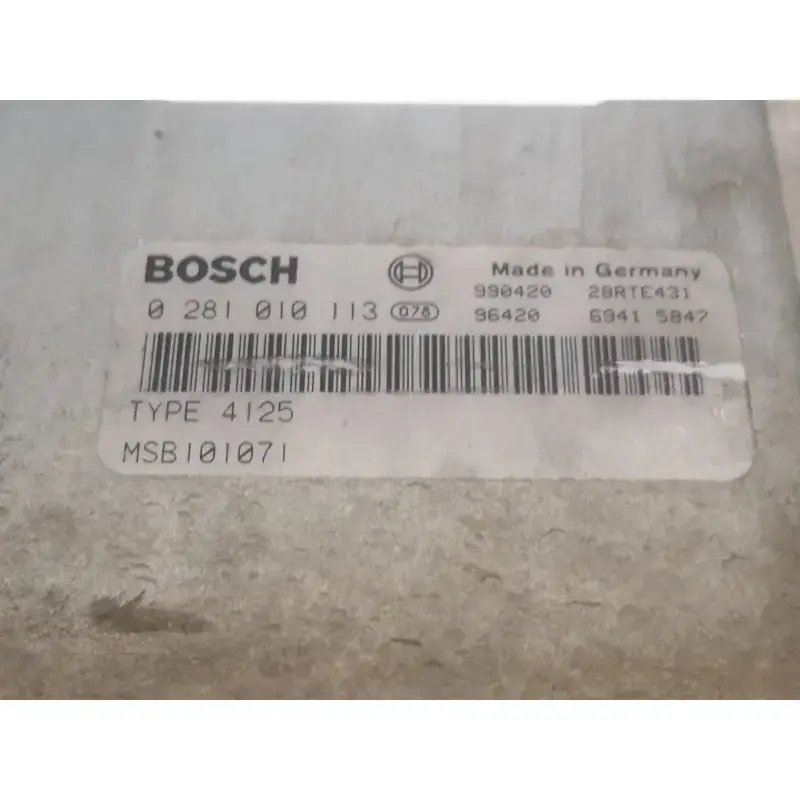 BOSCH Made in Germany
990420 28RTE431
0 281 010 113 078 96420 6941 5847
TYPE 4125
MSB101071